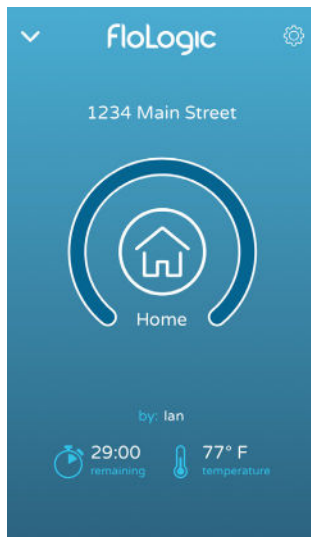 FloLogic
1234 Main Street
Home
by: Ian
29:00
remaining
77° F
temperature